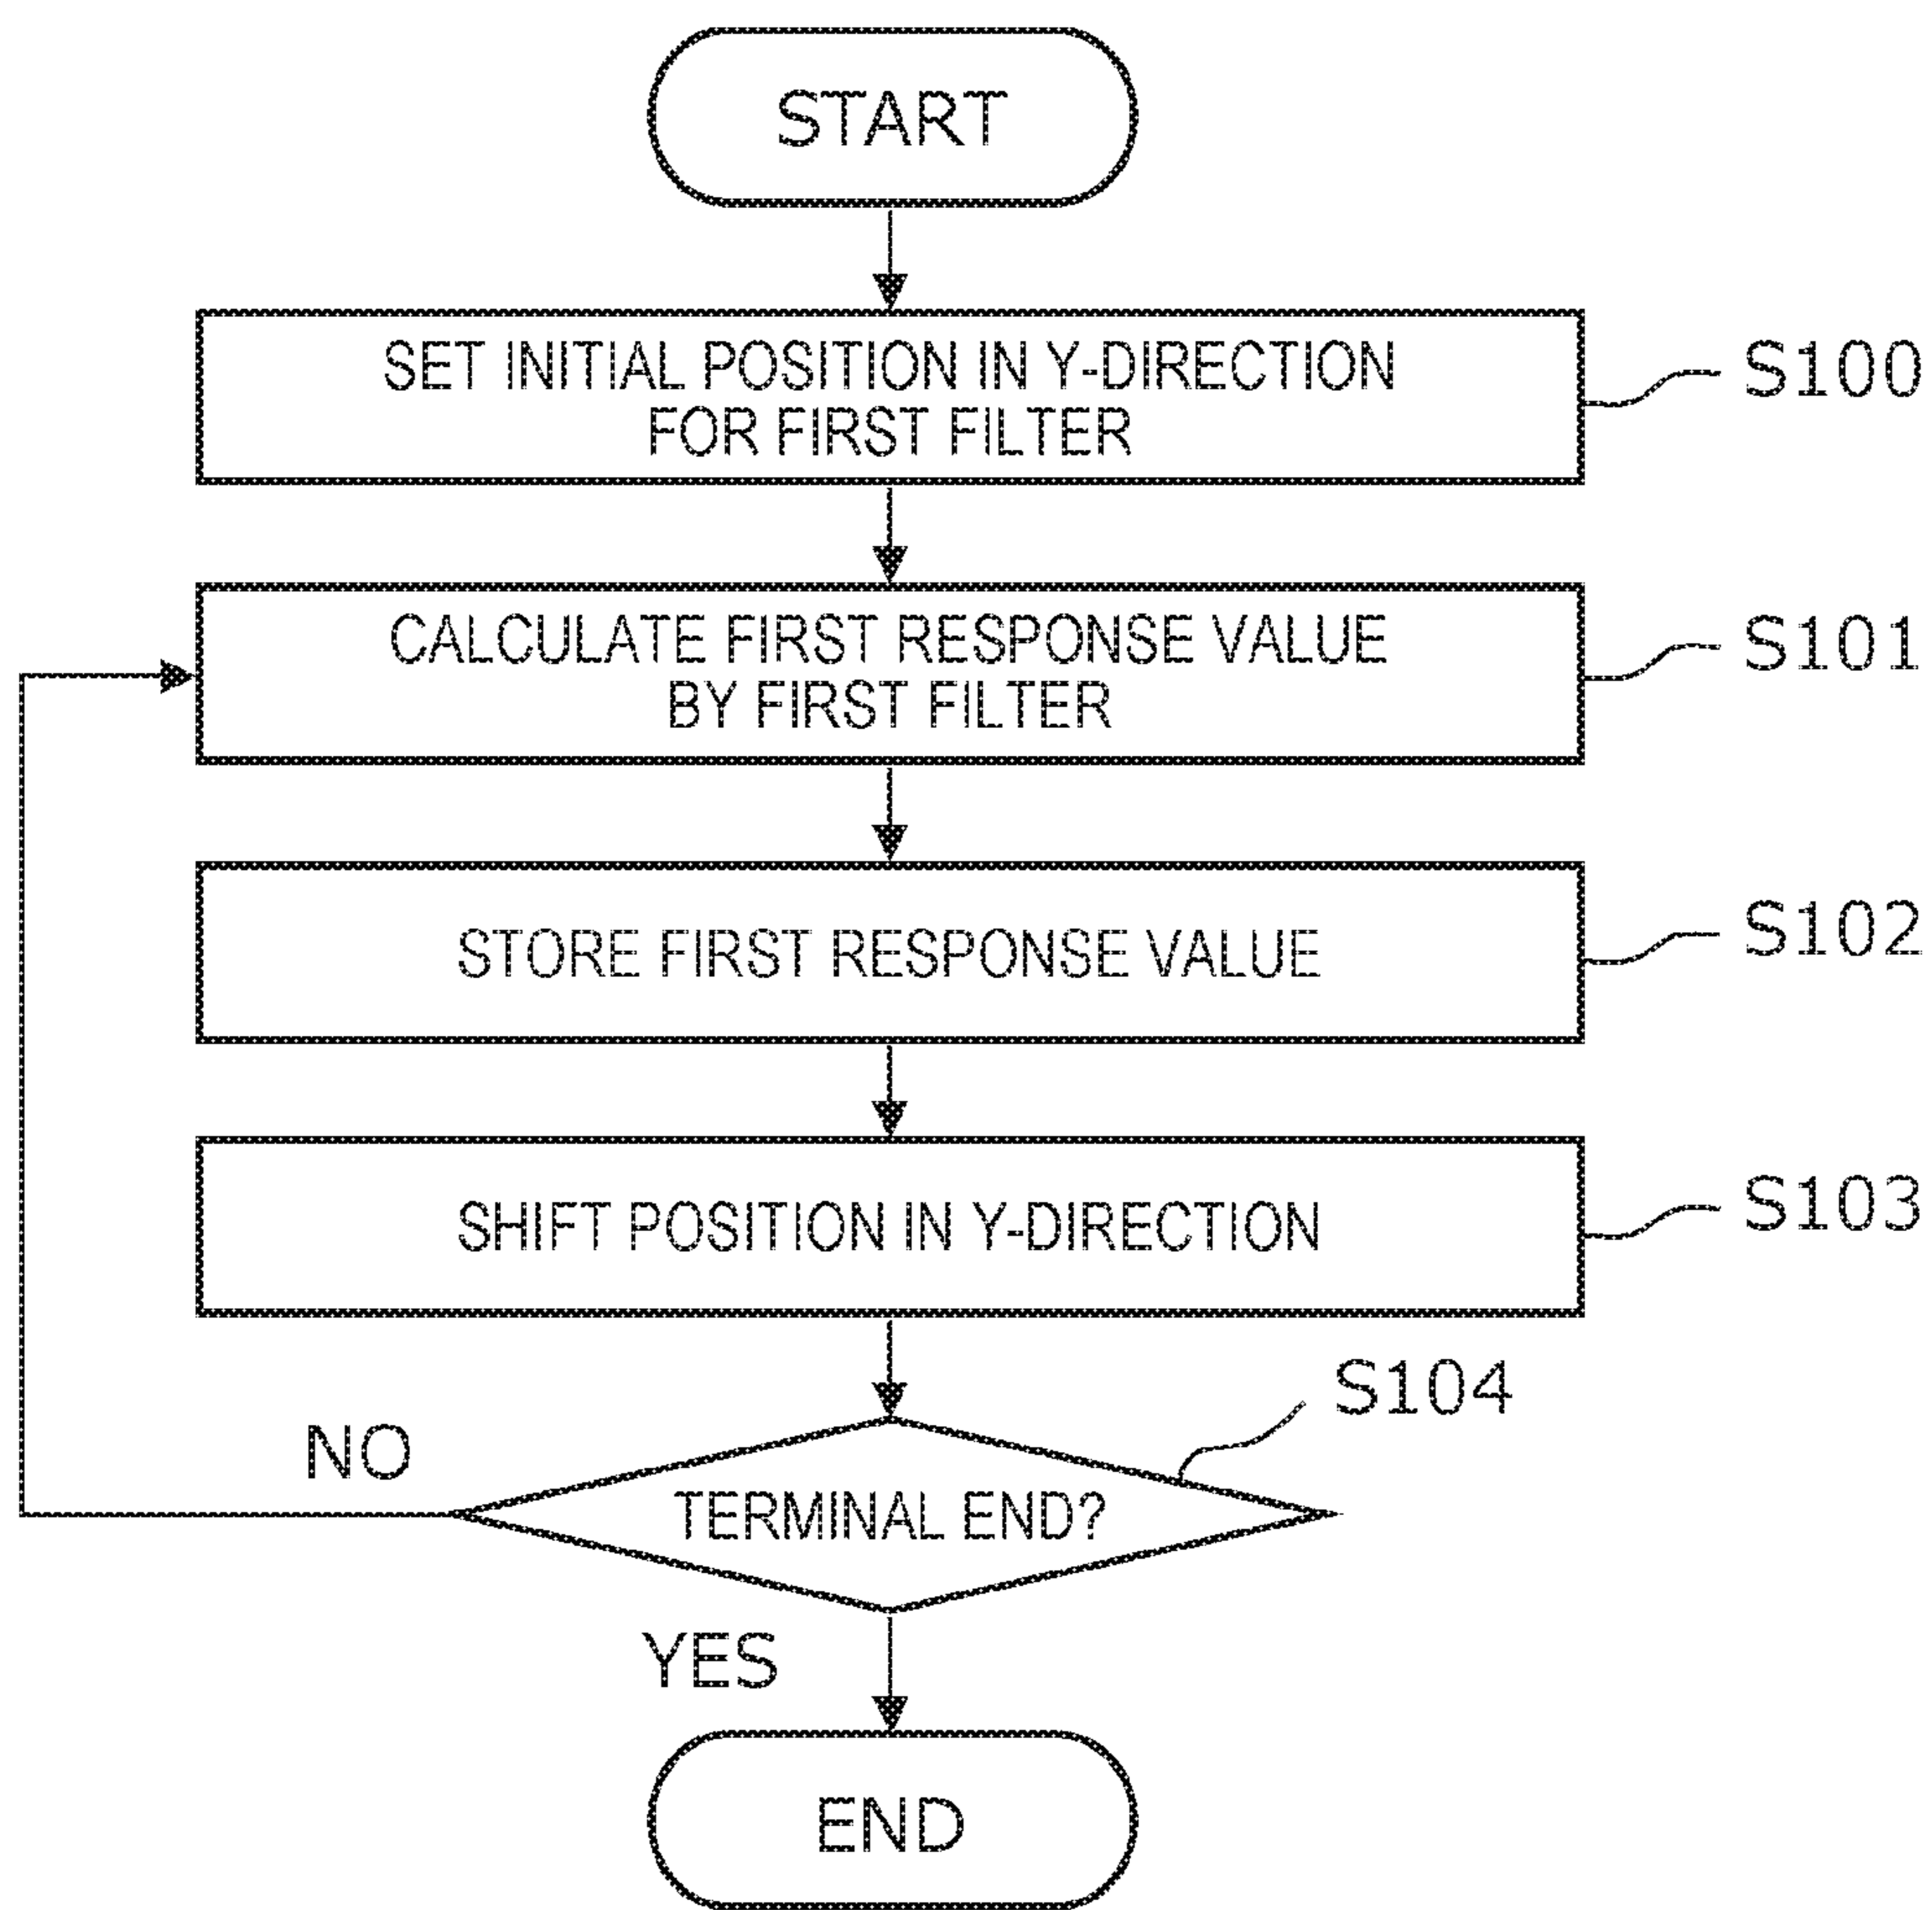 START
SET INITIAL POSITION IN Y-DIRECTION
FOR FIRST FILTER
S100
CALCULATE FIRST RESPONSE VALUE
BY FIRST FILTER
S101
STORE FIRST RESPONSE VALUE
S102
SHIFT POSITION IN Y-DIRECTION
S103
S104
NO
TERMINAL END?
YES
END